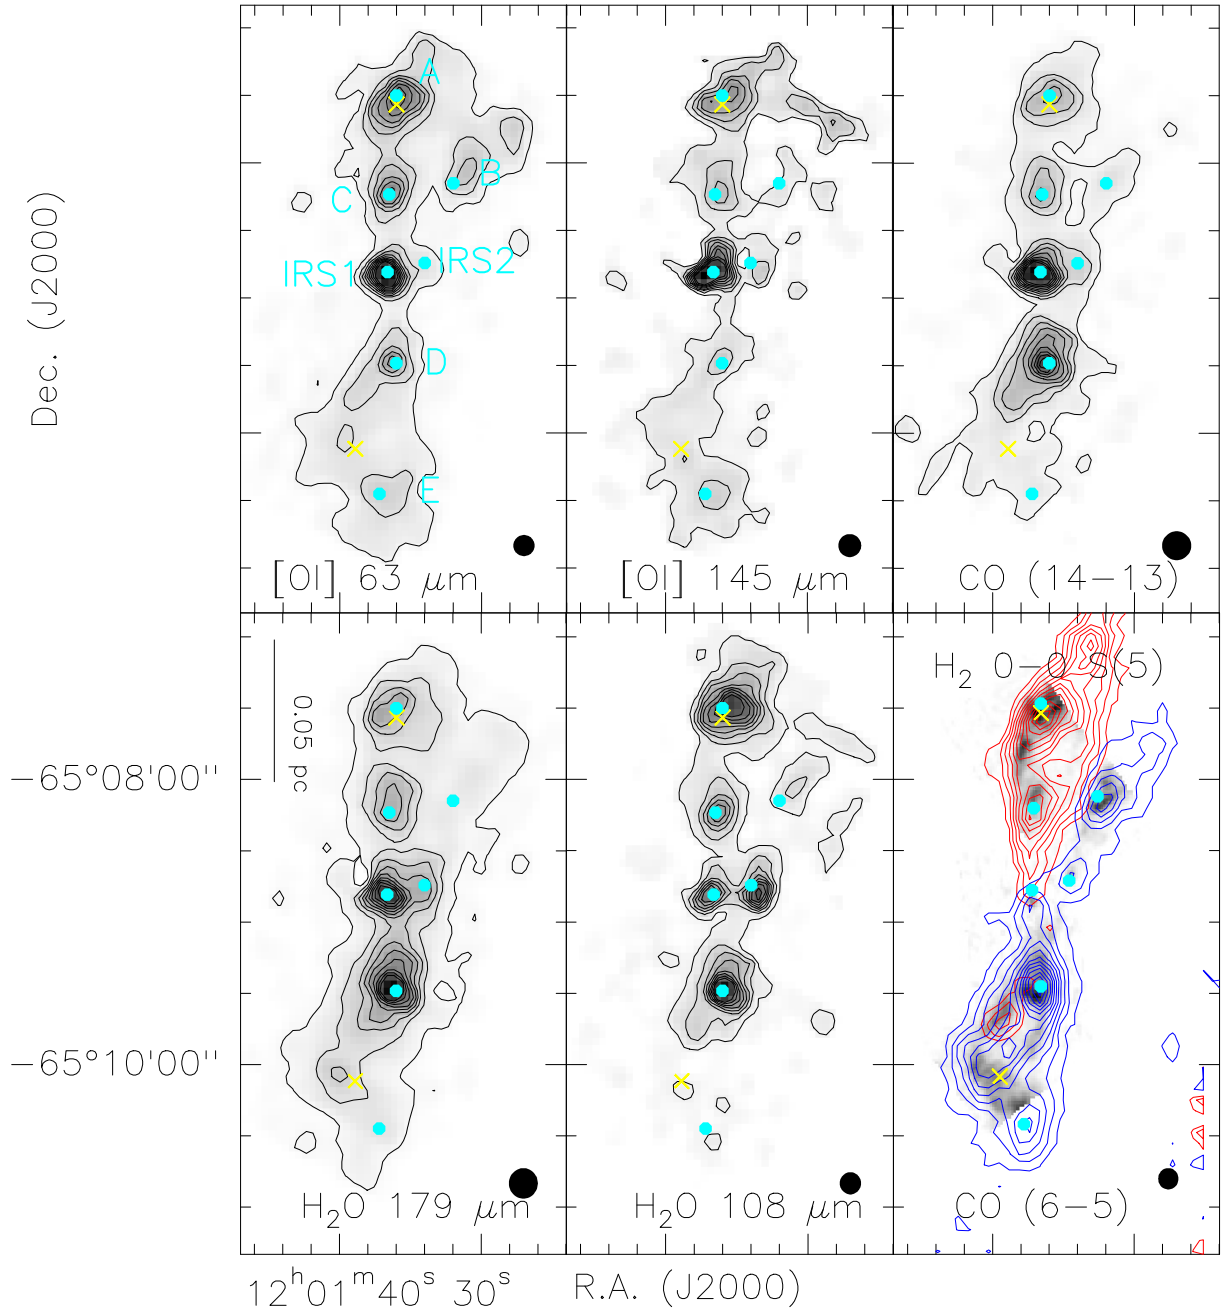 A
B
C
IRS1
IRS2
D
E
[OI] 63 μm
[OI] 145 μm
CO (14−13)
Dec. (J2000)
H₂ 0−0 S(5)
0.05 pc
−65°08'00''
−65°10'00''
H₂O 179 μm
H₂O 108 μm
CO (6−5)
12ʰ01ᵐ40ˢ 30ˢ
R.A. (J2000)